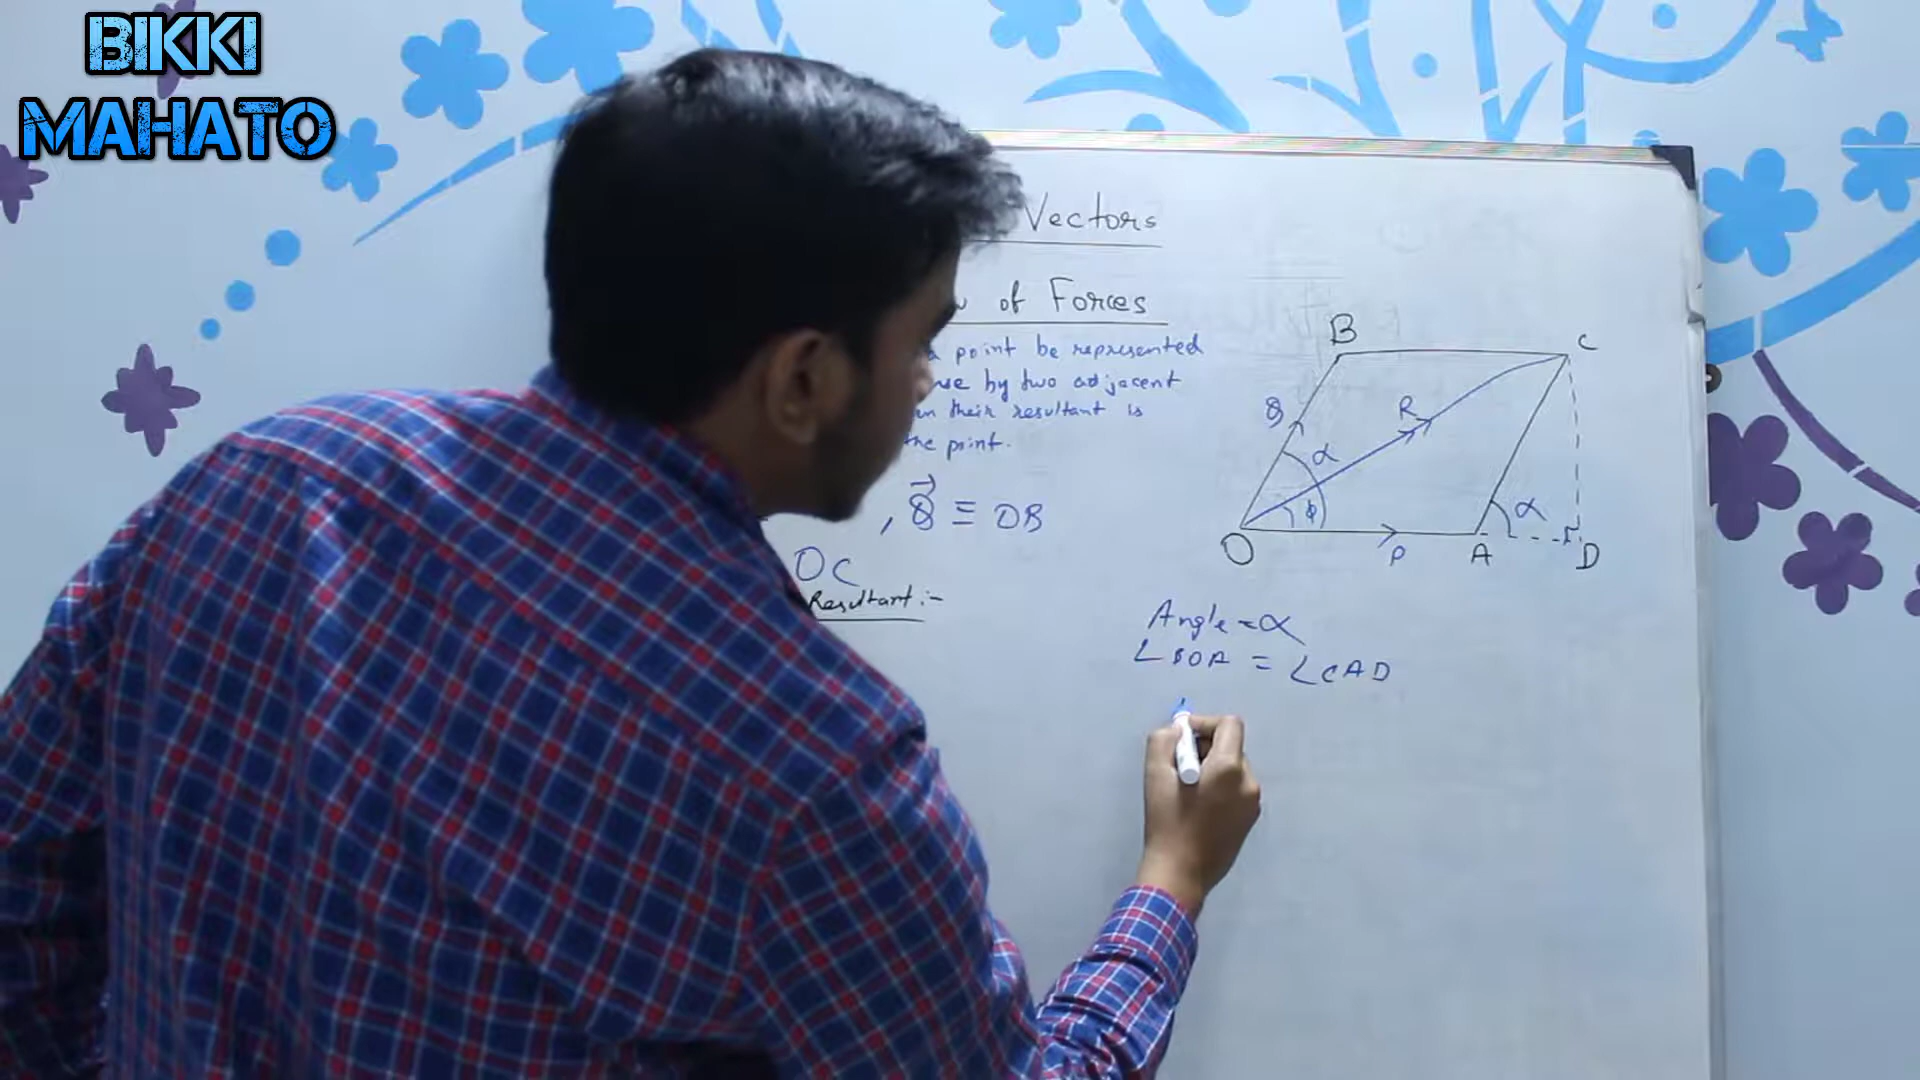 BIKKI
MAHATO
Vectors
of Forces
point be represented
by two adjacent
their resultant is
the point.
, Q⃗ ≡ OB
OC
Resultant :-
B
C
Q
R
α
ϕ
α
O
P
A
D
Angle = α
∠BOA = ∠CAD